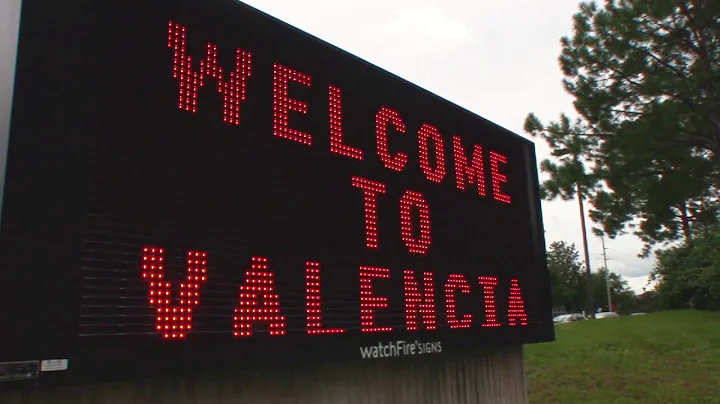 WELCOME
TO
VALENCIA
watchFire SIGNS